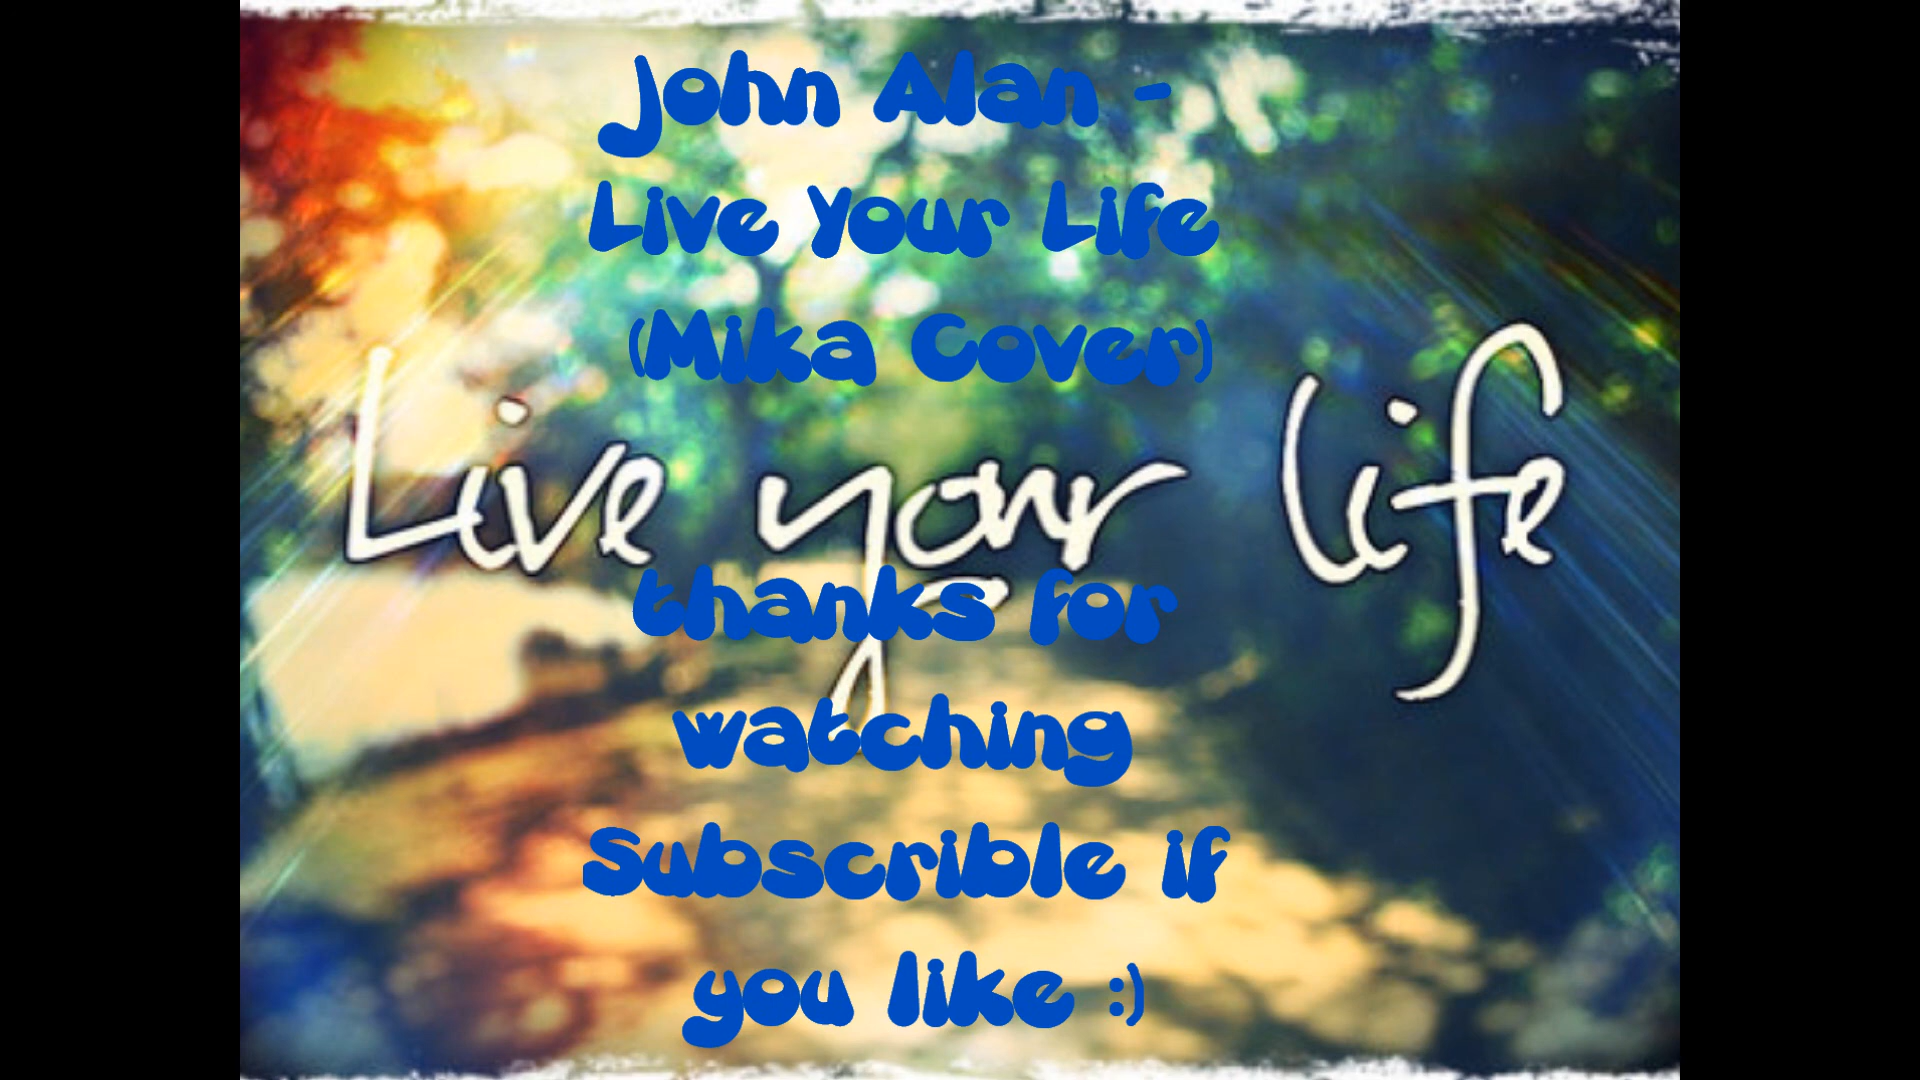 John Alan -
Live Your Life
(Mika Cover)
Live your life
thanks for
watching
Subscrible if
you like :)